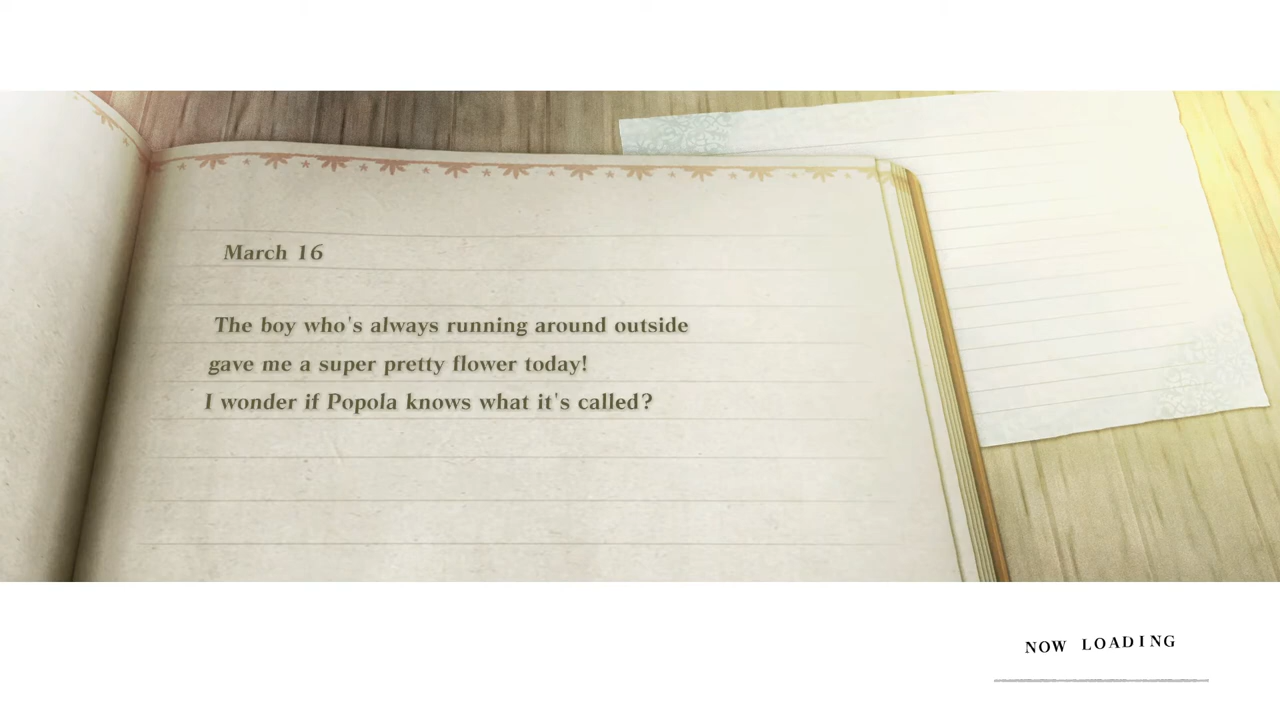 March 16
The boy who's always running around outside
gave me a super pretty flower today!
I wonder if Popola knows what it's called?
NOW LOADING